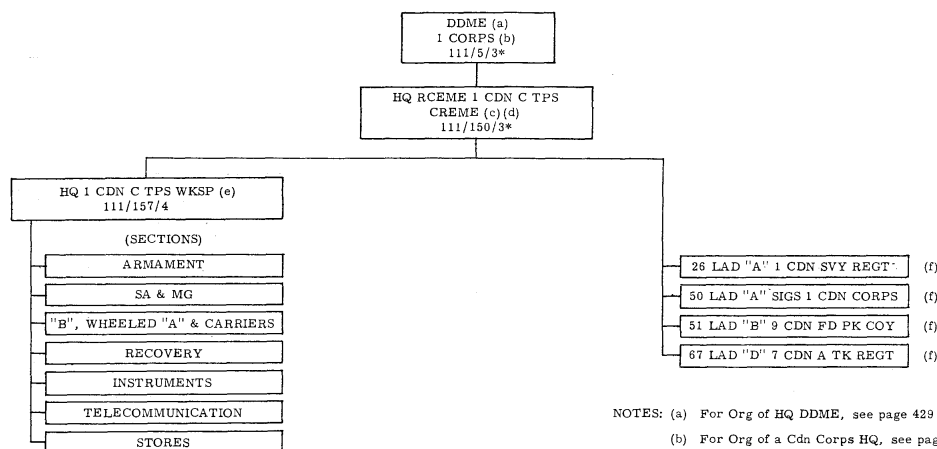 DDME (a)
1 CORPS (b)
111/5/3*
HQ RCEME 1 CDN C TPS
CREME (c)(d)
111/150/3*
HQ 1 CDN C TPS WKSP (e)
111/157/4
(SECTIONS)
ARMAMENT
SA & MG
"B", WHEELED "A" & CARRIERS
RECOVERY
INSTRUMENTS
TELECOMMUNICATION
STORES
26 LAD "A" 1 CDN SVY REGT (f)
50 LAD "A" SIGS 1 CDN CORPS (f)
51 LAD "B" 9 CDN FD PK COY (f)
67 LAD "D" 7 CDN A TK REGT (f)
NOTES: (a) For Org of HQ DDME, see page 429
(b) For Org of a Cdn Corps HQ, see pag